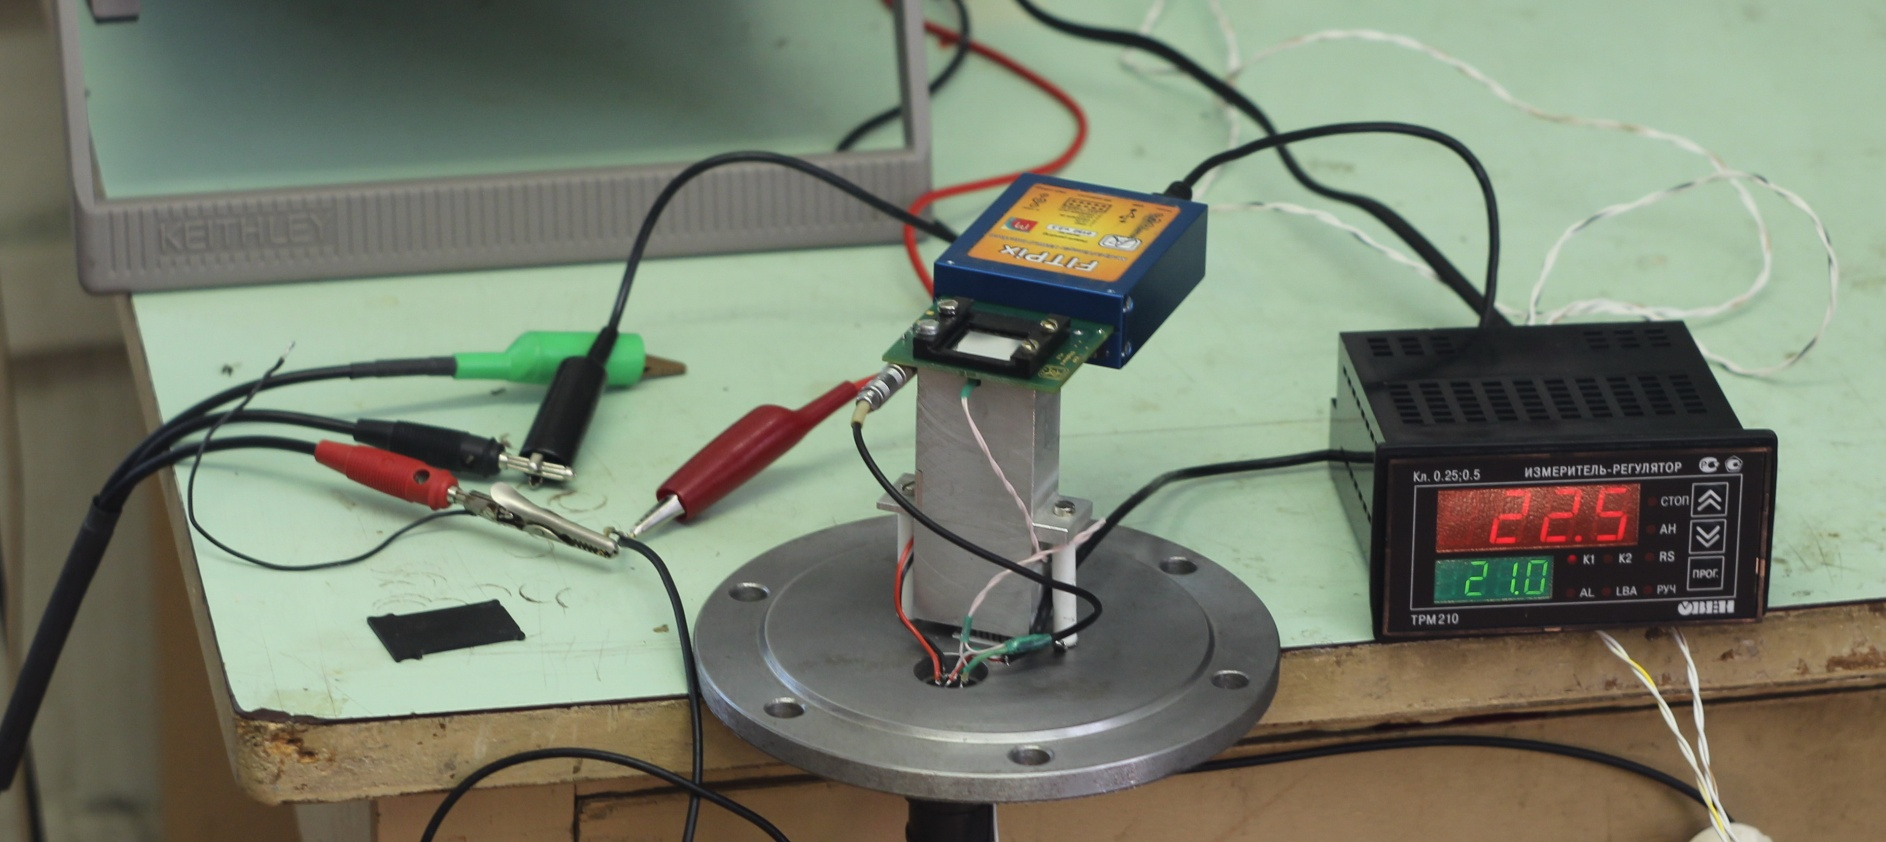 KEITHLEY
FITPix
Кл. 0.25;0.5
ИЗМЕРИТЕЛЬ-РЕГУЛЯТОР
22.5
21.0
СТОП
АН
К1
К2
RS
AL
LBA
РУЧ
ПРОГ.
ТРМ210
ОВЕН